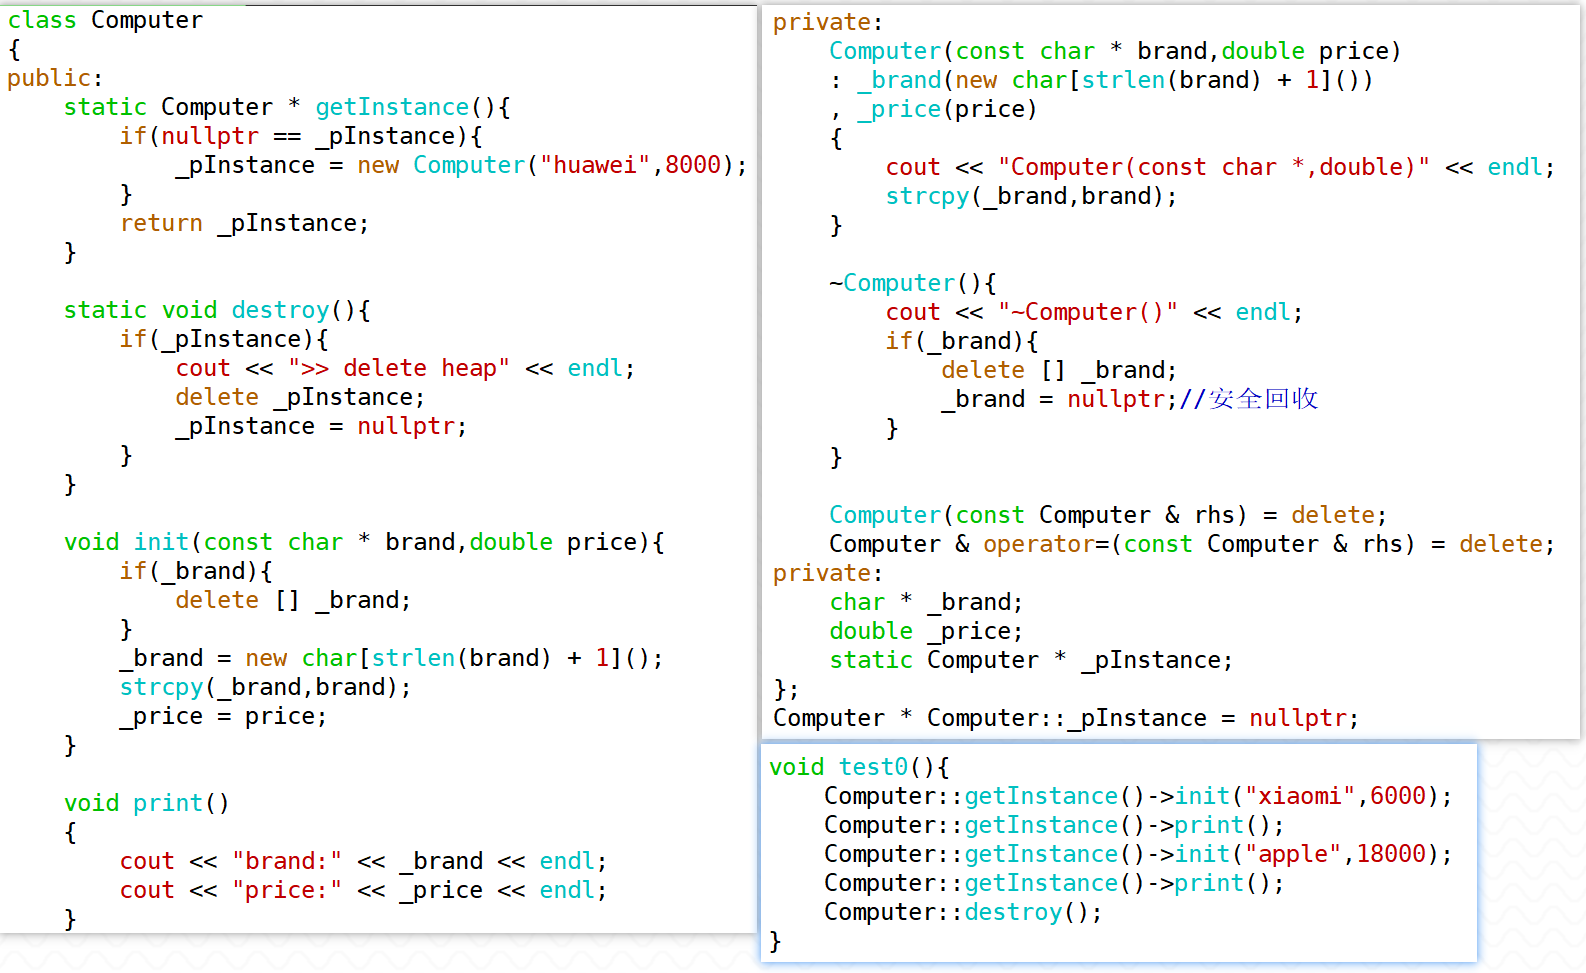 class Computer
{
public:
    static Computer * getInstance(){
        if(nullptr == _pInstance){
            _pInstance = new Computer("huawei",8000);
        }
        return _pInstance;
    }

    static void destroy(){
        if(_pInstance){
            cout << ">> delete heap" << endl;
            delete _pInstance;
            _pInstance = nullptr;
        }
    }

    void init(const char * brand,double price){
        if(_brand){
            delete [] _brand;
        }
        _brand = new char[strlen(brand) + 1]();
        strcpy(_brand,brand);
        _price = price;
    }

    void print()
    {
        cout << "brand:" << _brand << endl;
        cout << "price:" << _price << endl;
    }
private:
    Computer(const char * brand,double price)
    : _brand(new char[strlen(brand) + 1]())
    , _price(price)
    {
        cout << "Computer(const char *,double)" << endl;
        strcpy(_brand,brand);
    }

    ~Computer(){
        cout << "~Computer()" << endl;
        if(_brand){
            delete [] _brand;
            _brand = nullptr;//安全回收
        }
    }

    Computer(const Computer & rhs) = delete;
    Computer & operator=(const Computer & rhs) = delete;
private:
    char * _brand;
    double _price;
    static Computer * _pInstance;
};
Computer * Computer::_pInstance = nullptr;
void test0(){
    Computer::getInstance()->init("xiaomi",6000);
    Computer::getInstance()->print();
    Computer::getInstance()->init("apple",18000);
    Computer::getInstance()->print();
    Computer::destroy();
}